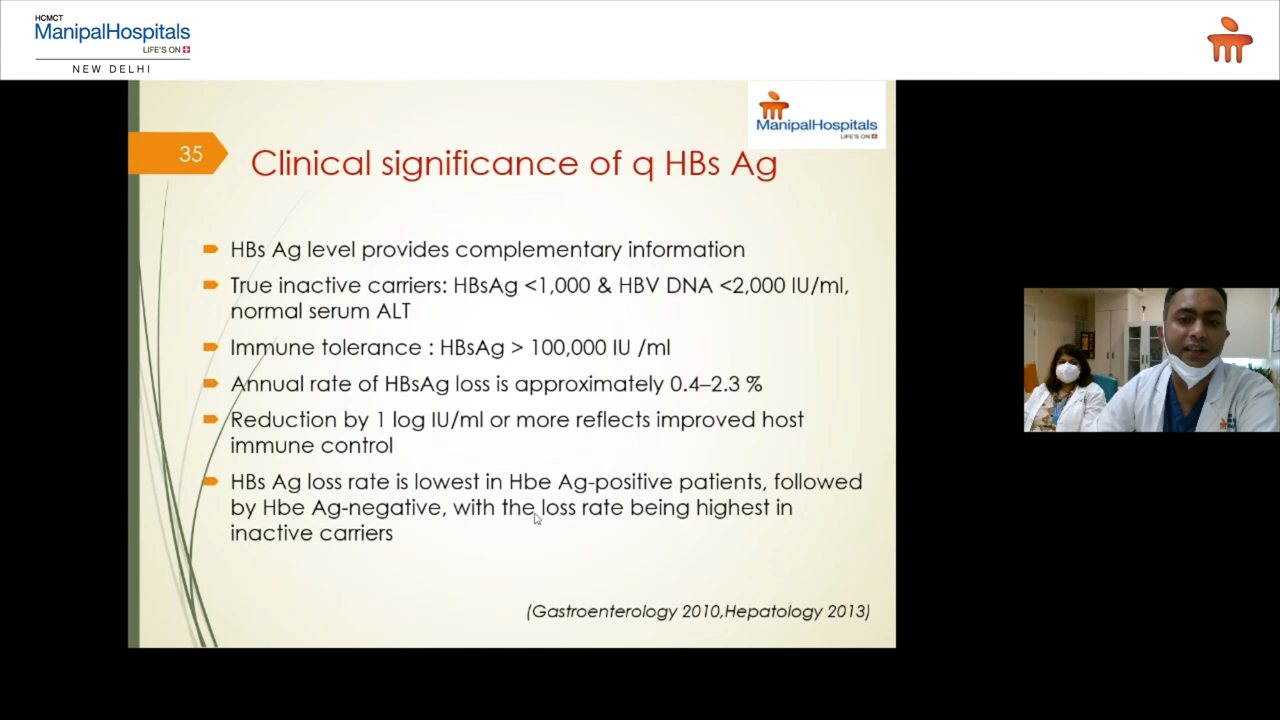 HCMCT
ManipalHospitals
LIFE'S ON
NEW DELHI
ManipalHospitals
LIFE'S ON
35
Clinical significance of q HBs Ag
HBs Ag level provides complementary information
True inactive carriers: HBsAg <1,000 & HBV DNA <2,000 IU/ml,
normal serum ALT
Immune tolerance : HBsAg > 100,000 IU /ml
Annual rate of HBsAg loss is approximately 0.4–2.3 %
Reduction by 1 log IU/ml or more reflects improved host
immune control
HBs Ag loss rate is lowest in Hbe Ag-positive patients, followed
by Hbe Ag-negative, with the loss rate being highest in
inactive carriers
(Gastroenterology 2010,Hepatology 2013)